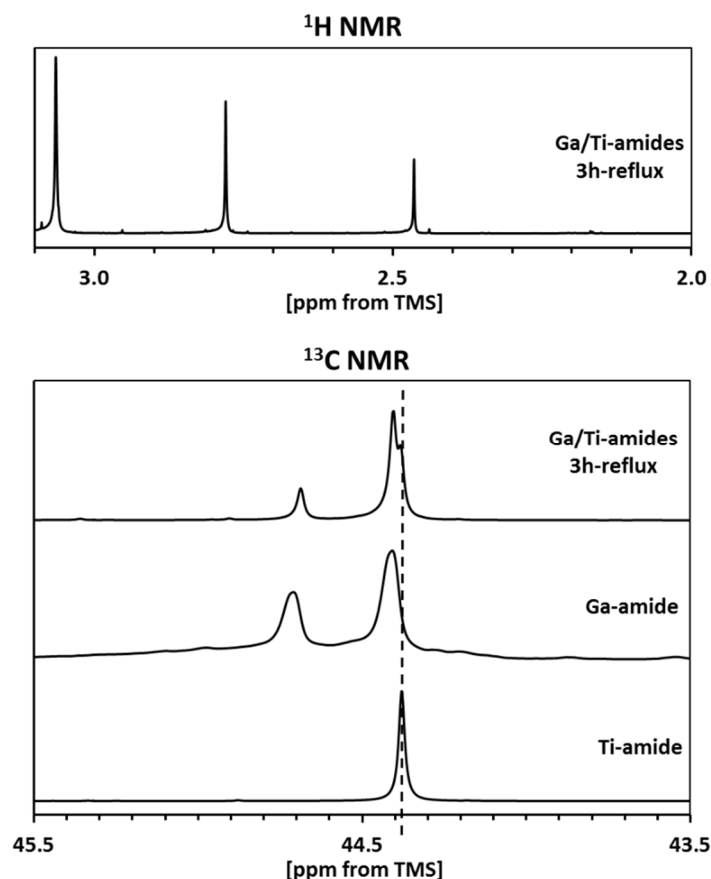 ¹H NMR
Ga/Ti-amides
3h-reflux
3.0 2.5 2.0
[ppm from TMS]
¹³C NMR
Ga/Ti-amides
3h-reflux
Ga-amide
Ti-amide
45.5 44.5 43.5
[ppm from TMS]